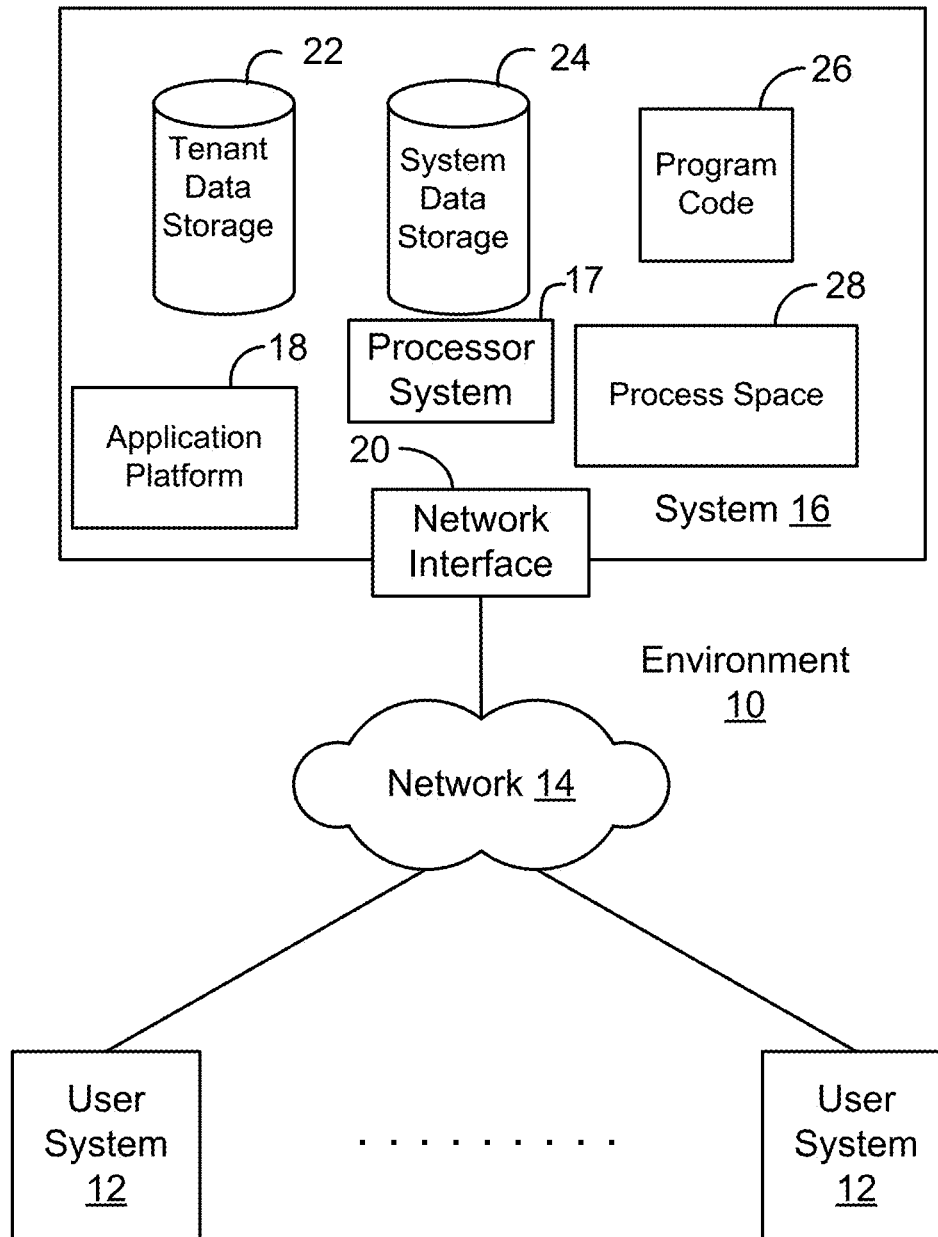 22
24
26
Tenant
Data
Storage
System
Data
Storage
Program
Code
17
28
18
Processor
System
Process Space
Application
Platform
20
Network
Interface
System 16
Environment
10
Network 14
User
System
12
. . . . . . . . .
User
System
12